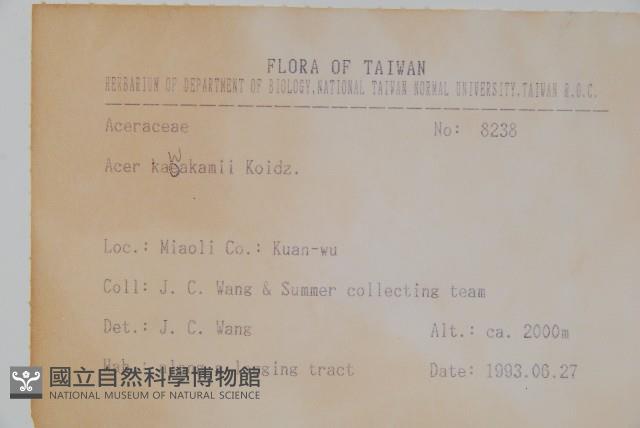 FLORA OF TAIWAN
HERBARIUM OF DEPARTMENT OF BIOLOGY, NATIONAL TAIWAN NORMAL UNIVERSITY, TAIWAN R.O.C.
Aceraceae No: 8238
Acer kawakamii Koidz.
Loc.: Miaoli Co.: Kuan-wu
Coll: J. C. Wang & Summer collecting team
Det.: J. C. Wang Alt.: ca. 2000m
Hab.: along a logging tract Date: 1993.06.27
國立自然科學博物館
NATIONAL MUSEUM OF NATURAL SCIENCE